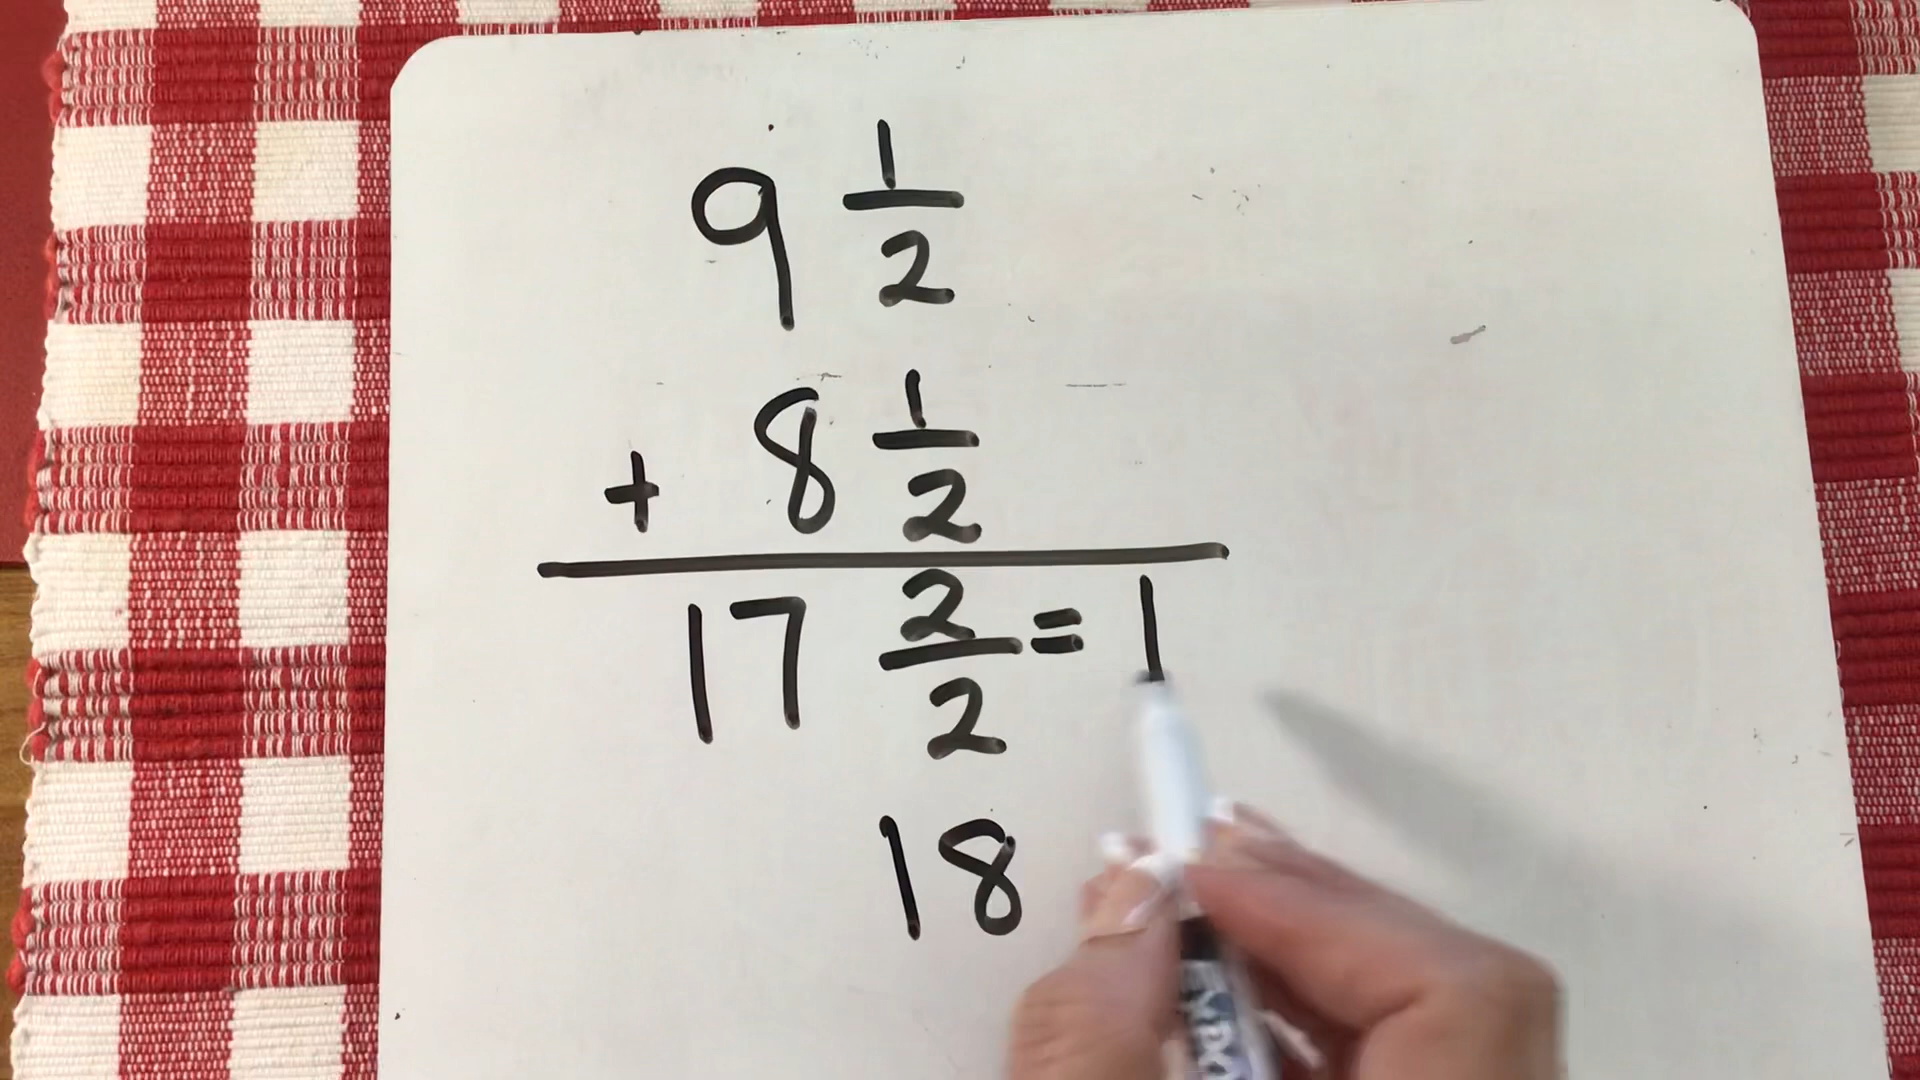 9 1/2
+ 8 1/2
17 2/2 = 1
18